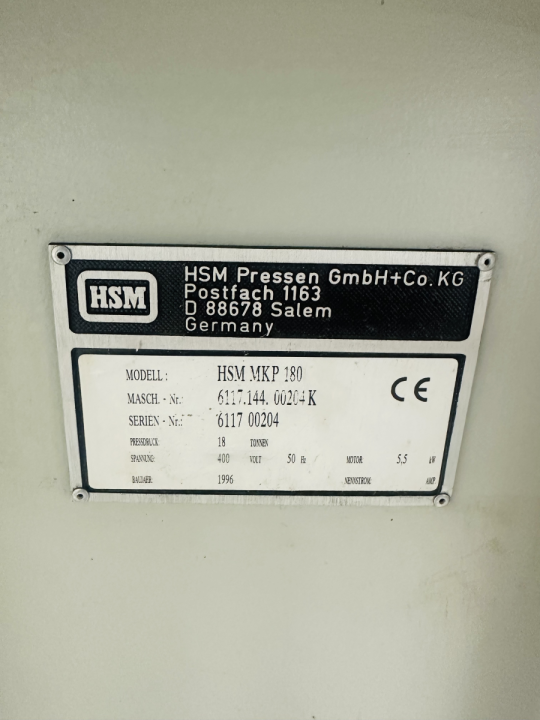 HSM
HSM Pressen GmbH+Co. KG
Postfach 1163
D 88678 Salem
Germany
MODELL : HSM MKP 180
MASCH. - Nr.: 6117.144. 00204 K
SERIEN - Nr.: 6117 00204
CE
PRESSDRUCK: 18 TONNEN
SPANNUNG: 400 VOLT 50 Hz MOTOR: 5,5 kW
BAUJAHR: 1996 NENNSTROM: AMP